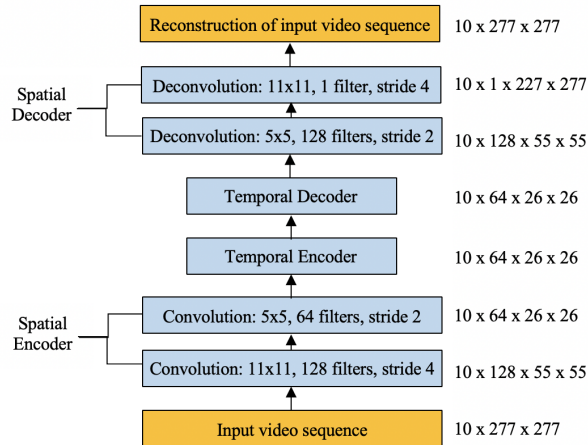 Reconstruction of input video sequence 10 x 277 x 277
Deconvolution: 11x11, 1 filter, stride 4 10 x 1 x 227 x 277
Spatial
Decoder
Deconvolution: 5x5, 128 filters, stride 2 10 x 128 x 55 x 55
Temporal Decoder 10 x 64 x 26 x 26
Temporal Encoder 10 x 64 x 26 x 26
Convolution: 5x5, 64 filters, stride 2 10 x 64 x 26 x 26
Spatial
Encoder
Convolution: 11x11, 128 filters, stride 4 10 x 128 x 55 x 55
Input video sequence 10 x 277 x 277